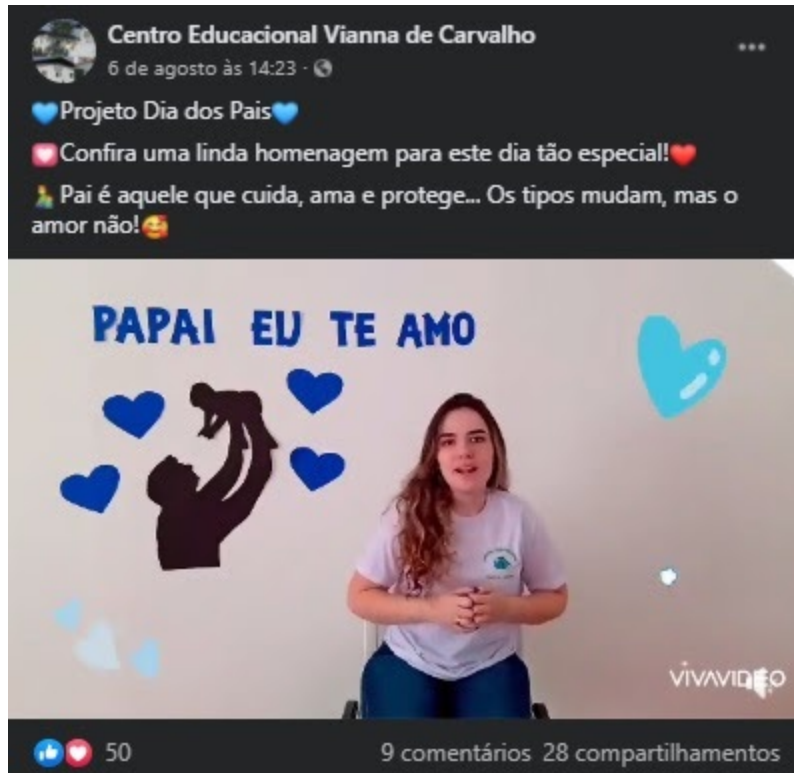 Centro Educacional Vianna de Carvalho
6 de agosto às 14:23 ·
💙Projeto Dia dos Pais💙
💟Confira uma linda homenagem para este dia tão especial!❤️
Pai é aquele que cuida, ama e protege... Os tipos mudam, mas o
amor não!🥰
PAPAI EU TE AMO
VIVAVIDEO
50
9 comentários 28 compartilhamentos